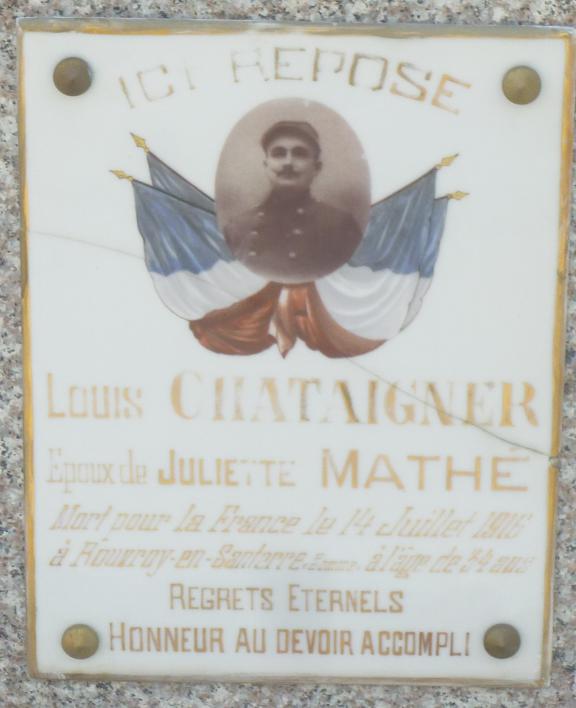 ICI REPOSE
Louis CHATAIGNER
Epoux de JULIETTE MATHÉ
Mort pour la France le 14 Juillet 1916
à Rouvroy-en-Santerre, Somme, à l'âge de 34 ans
REGRETS ETERNELS
HONNEUR AU DEVOIR ACCOMPLI